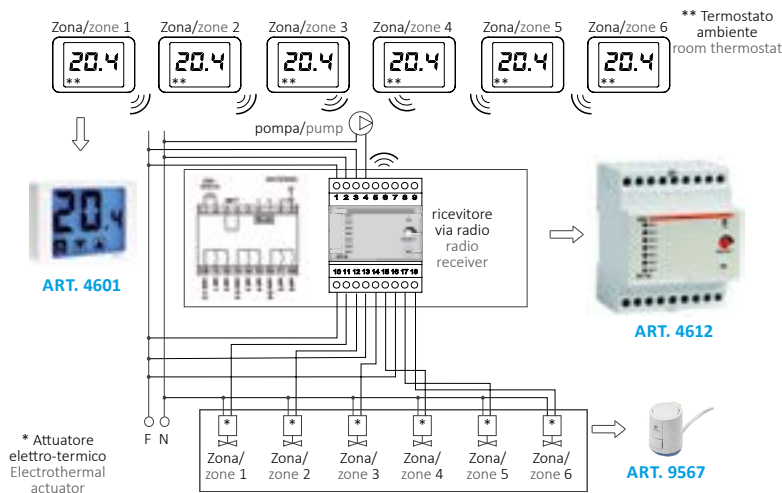 Zona/zone 1
Zona/zone 2
Zona/zone 3
Zona/zone 4
Zona/zone 5
Zona/zone 6
** Termostato
ambiente
room thermostat
20.4
**
20.4
**
20.4
**
20.4
**
20.4
**
20.4
**
pompa/pump
1 2 3 4 5 6 7 8 9
ricevitore
via radio
radio
receiver
10 11 12 13 14 15 16 17 18
20.4
ART. 4601
ART. 4612
F N
* * * * * *
* Attuatore
elettro-termico
Electrothermal
actuator
Zona/
zone 1
Zona/
zone 2
Zona/
zone 3
Zona/
zone 4
Zona/
zone 5
Zona/
zone 6
ART. 9567